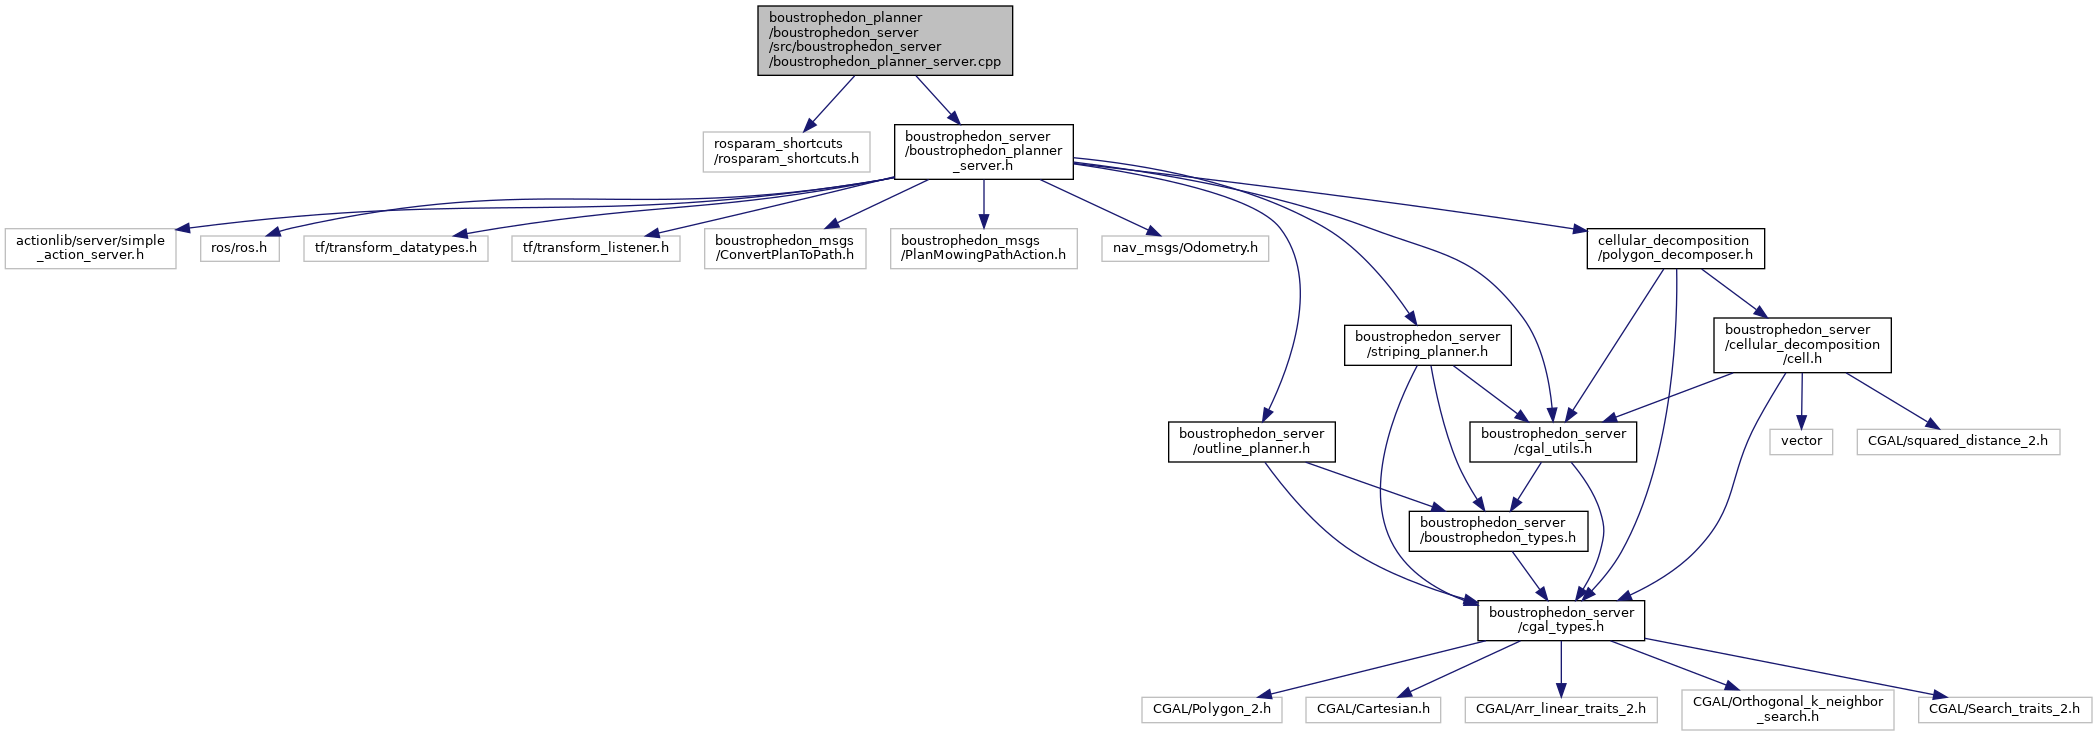 boustrophedon_planner
/boustrophedon_server
/src/boustrophedon_server
/boustrophedon_planner_server.cpp
rosparam_shortcuts
/rosparam_shortcuts.h
boustrophedon_server
/boustrophedon_planner
_server.h
actionlib/server/simple
_action_server.h
ros/ros.h
tf/transform_datatypes.h
tf/transform_listener.h
boustrophedon_msgs
/ConvertPlanToPath.h
boustrophedon_msgs
/PlanMowingPathAction.h
nav_msgs/Odometry.h
cellular_decomposition
/polygon_decomposer.h
boustrophedon_server
/striping_planner.h
boustrophedon_server
/cellular_decomposition
/cell.h
boustrophedon_server
/outline_planner.h
boustrophedon_server
/cgal_utils.h
vector
CGAL/squared_distance_2.h
boustrophedon_server
/boustrophedon_types.h
boustrophedon_server
/cgal_types.h
CGAL/Polygon_2.h
CGAL/Cartesian.h
CGAL/Arr_linear_traits_2.h
CGAL/Orthogonal_k_neighbor
_search.h
CGAL/Search_traits_2.h